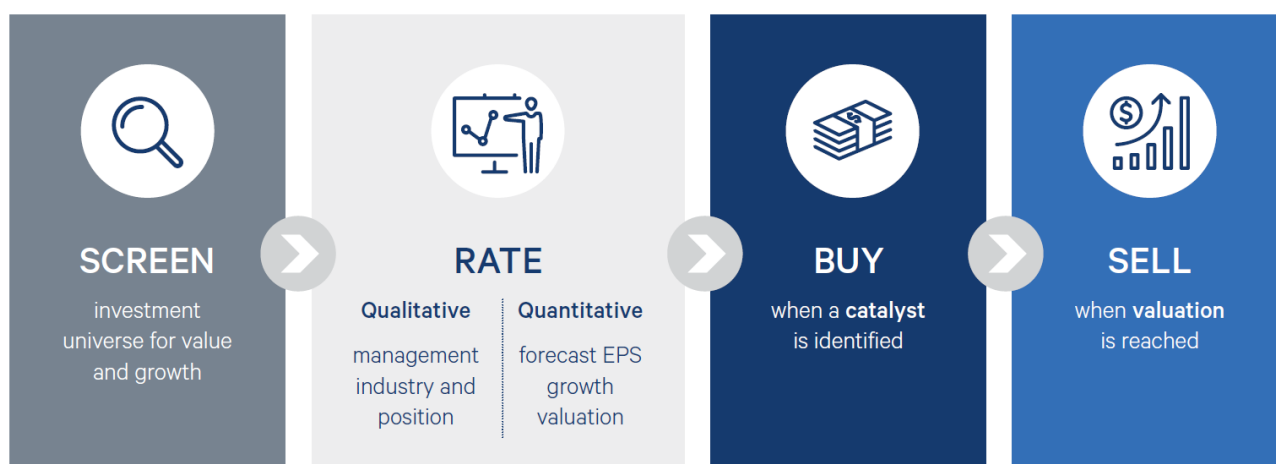 SCREEN
investment
universe for value
and growth
RATE
Qualitative
management
industry and
position
Quantitative
forecast EPS
growth
valuation
BUY
when a catalyst
is identified
SELL
when valuation
is reached
$
$